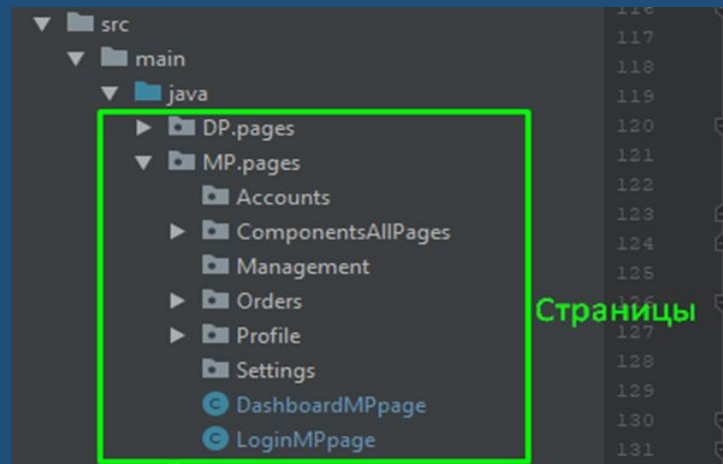 116
src
117
main
118
java
119
DP.pages
120
MP.pages
121
Accounts
122
123
ComponentsAllPages
124
Management
125
Orders
126
Страницы
Profile
127
Settings
128
129
DashboardMPpage
130
LoginMPpage
131